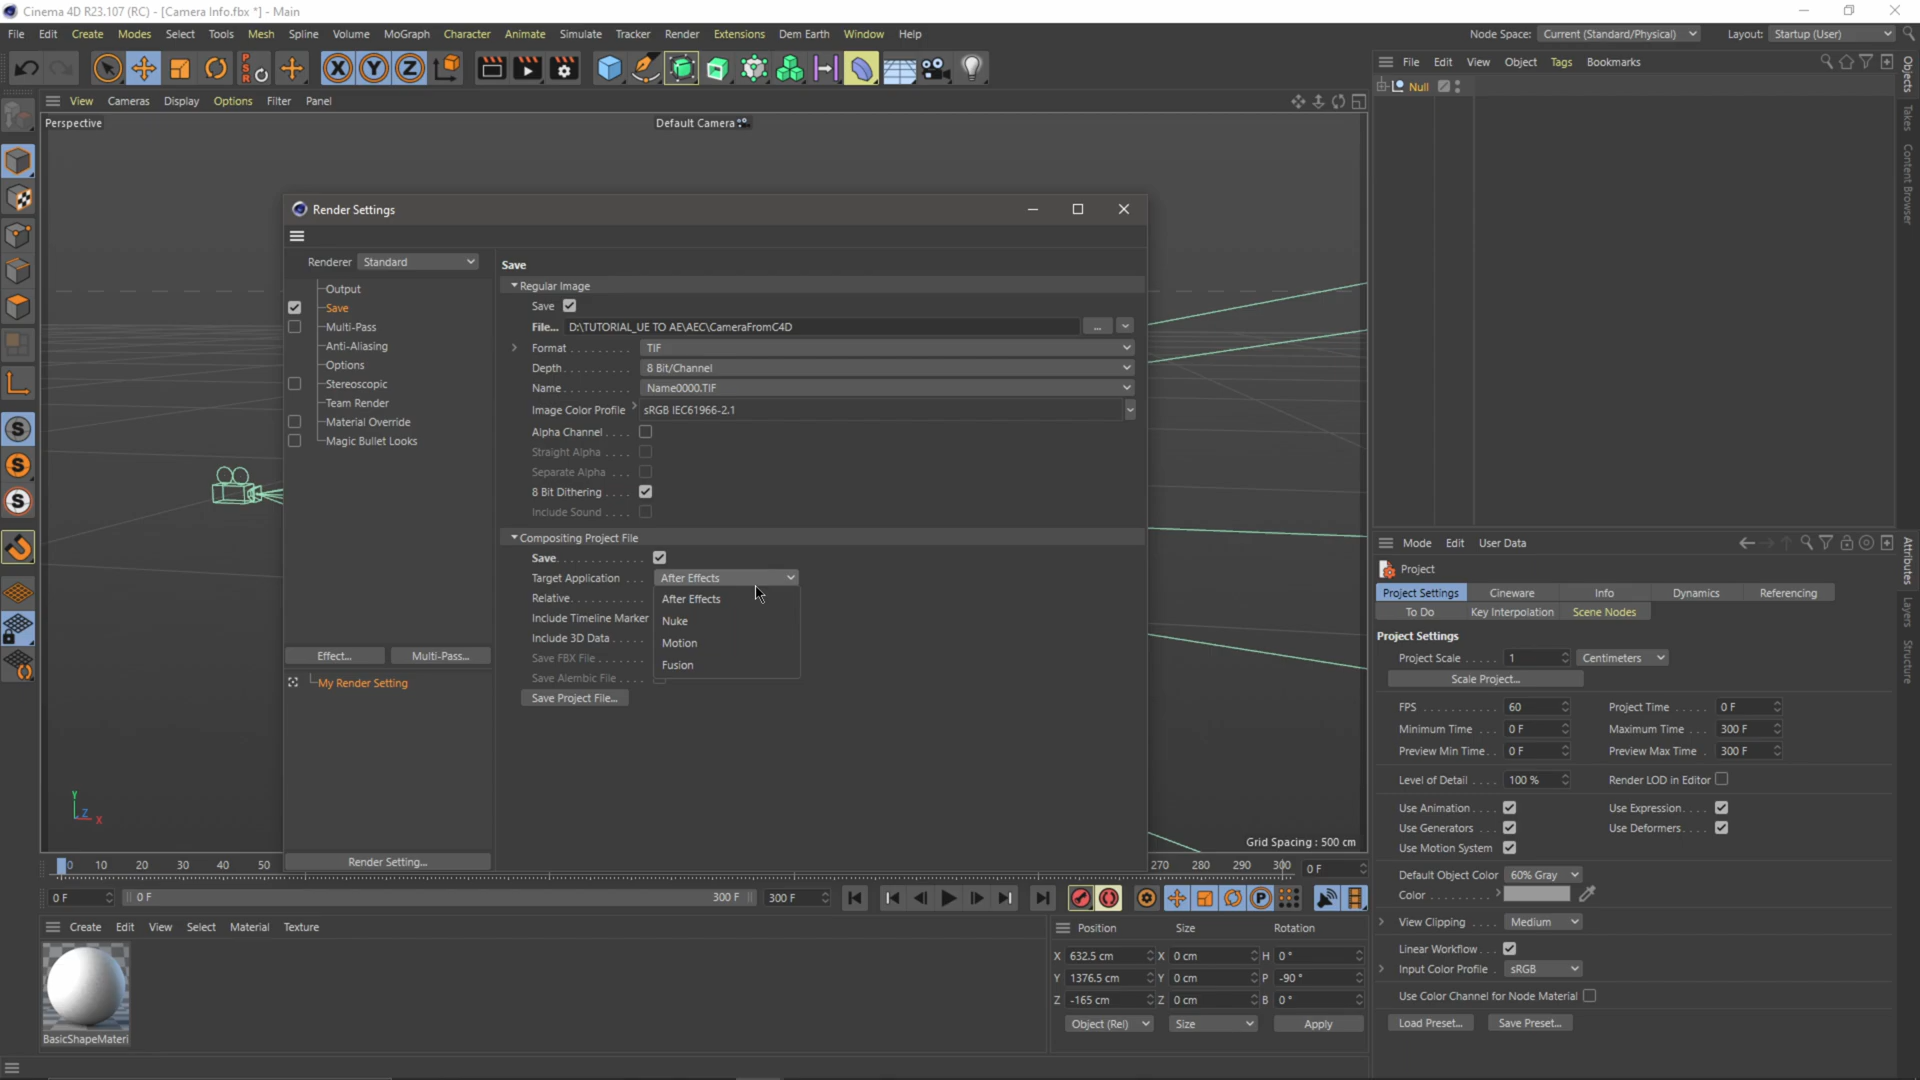 Cinema 4D R23.107 (RC) - [Camera Info.fbx *] - Main
File Edit Create Modes Select Tools Mesh Spline Volume MoGraph Character Animate Simulate Tracker Render Extensions Dem Earth Window Help
Node Space: Current (Standard/Physical) Layout: Startup (User)
PSR X Y Z
View Cameras Display Options Filter Panel
Perspective
Default Camera
Render Settings
Renderer Standard
Output
Save
Multi-Pass
Anti-Aliasing
Options
Stereoscopic
Team Render
Material Override
Magic Bullet Looks
Effect... Multi-Pass...
My Render Setting
Render Setting...
Save
Regular Image
Save
File... D:\TUTORIAL_UE TO AE\AEC\CameraFromC4D ...
Format . . . . . . . . . TIF
Depth . . . . . . . . . 8 Bit/Channel
Name . . . . . . . . . Name0000.TIF
Image Color Profile sRGB IEC61966-2.1
Alpha Channel . . . .
Straight Alpha . . . .
Separate Alpha . . . .
8 Bit Dithering . . . .
Include Sound . . . .
Compositing Project File
Save. . . . . . . . . . . .
Target Application . . . After Effects
Relative. . . . . . . . . .
Include Timeline Marker
Include 3D Data . . . . .
Save FBX File . . . . . .
Save Alembic File . . . .
Save Project File...
After Effects
Nuke
Motion
Fusion
Y
Z
X
Grid Spacing : 500 cm
0 10 20 30 40 50 270 280 290 300 0 F
0 F 0 F 300 F 300 F
Create Edit View Select Material Texture
BasicShapeMateri
Position Size Rotation
X 632.5 cm X 0 cm H 0 °
Y 1376.5 cm Y 0 cm P -90 °
Z -165 cm Z 0 cm B 0 °
Object (Rel) Size Apply
File Edit View Object Tags Bookmarks
Null
Objects
Takes
Content Browser
Mode Edit User Data
Project
Project Settings Cineware Info Dynamics Referencing
To Do Key Interpolation Scene Nodes
Project Settings
Project Scale . . . . . 1 Centimeters
Scale Project...
FPS . . . . . . . . . . . 60 Project Time . . . . . 0 F
Minimum Time . . . 0 F Maximum Time . . . 300 F
Preview Min Time. . 0 F Preview Max Time . 300 F
Level of Detail . . . . 100 % Render LOD in Editor
Use Animation. . . . Use Expression. . . .
Use Generators . . . Use Deformers. . . .
Use Motion System
Default Object Color 60% Gray
Color . . . . . . . . .
View Clipping . . . . Medium
Linear Workflow . .
Input Color Profile . sRGB
Use Color Channel for Node Material
Load Preset... Save Preset...
Attributes
Layers
Structure